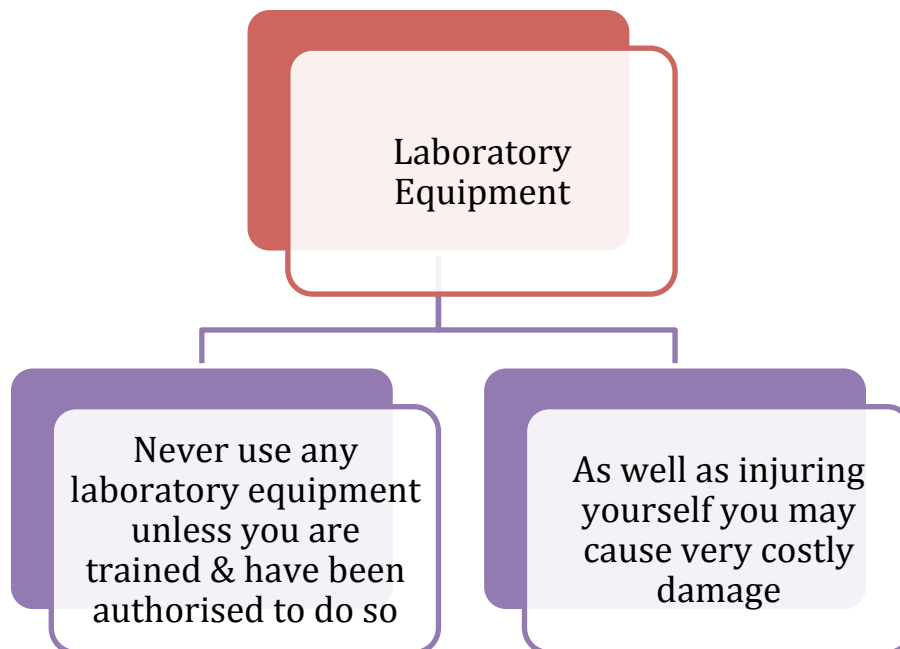 Laboratory
Equipment
Never use any
laboratory equipment
unless you are
trained & have been
authorised to do so
As well as injuring
yourself you may
cause very costly
damage